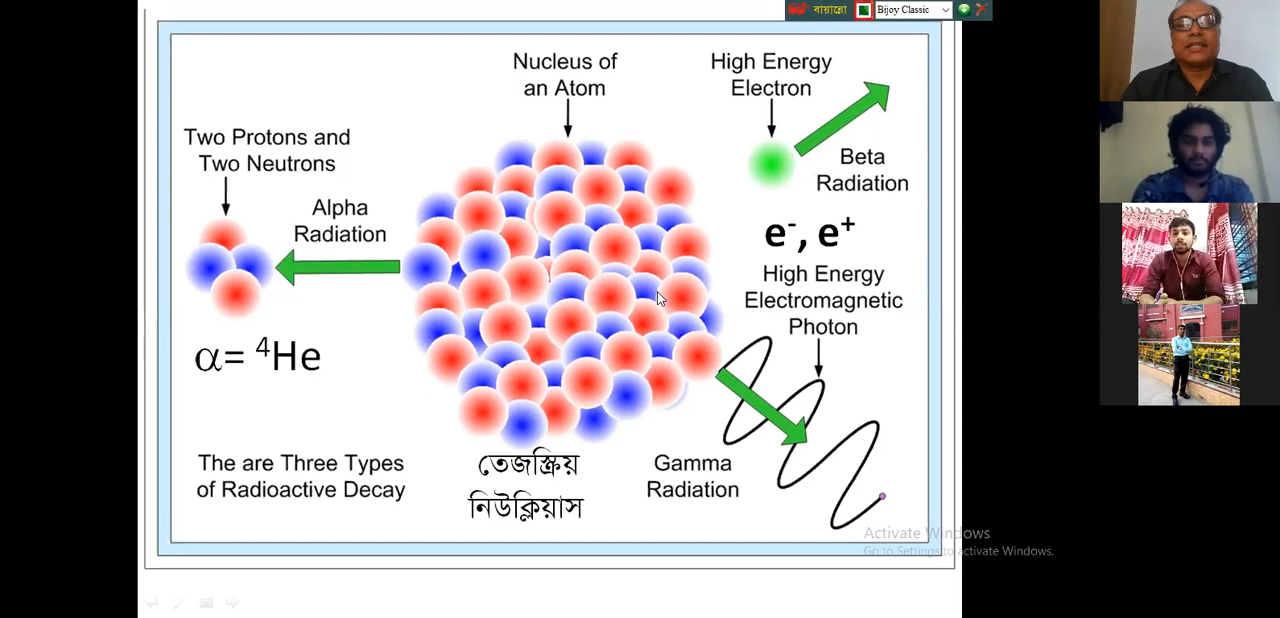 বায়ান্নো
Bijoy Classic
Nucleus of
an Atom
High Energy
Electron
Two Protons and
Two Neutrons
Beta
Radiation
Alpha
Radiation
e⁻, e⁺
High Energy
Electromagnetic
Photon
α= ⁴He
The are Three Types
of Radioactive Decay
তেজস্ক্রিয়
নিউক্লিয়াস
Gamma
Radiation
Activate Windows
Go to Settings to activate Windows.